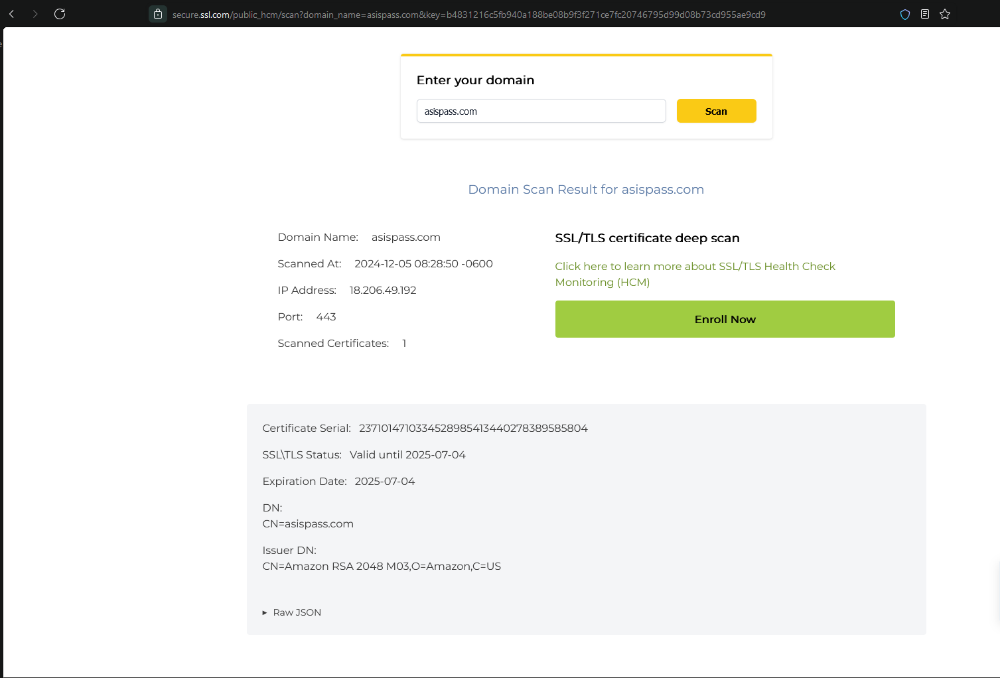 secure.ssl.com/public_hcm/scan?domain_name=asispass.com&key=b4831216c5fb940a188be08b9f3f271ce7fc20746795d99d08b73cd955ae9cd9
e
Enter your domain
asispass.com
Scan
Domain Scan Result for asispass.com
Domain Name: asispass.com
Scanned At: 2024-12-05 08:28:50 -0600
IP Address: 18.206.49.192
Port: 443
Scanned Certificates: 1
SSL/TLS certificate deep scan
Click here to learn more about SSL/TLS Health Check
Monitoring (HCM)
Enroll Now
Certificate Serial: 23710147103345289854134402783895​85804
SSL\TLS Status: Valid until 2025-07-04
Expiration Date: 2025-07-04
DN:
CN=asispass.com
Issuer DN:
CN=Amazon RSA 2048 M03,O=Amazon,C=US
▸ Raw JSON